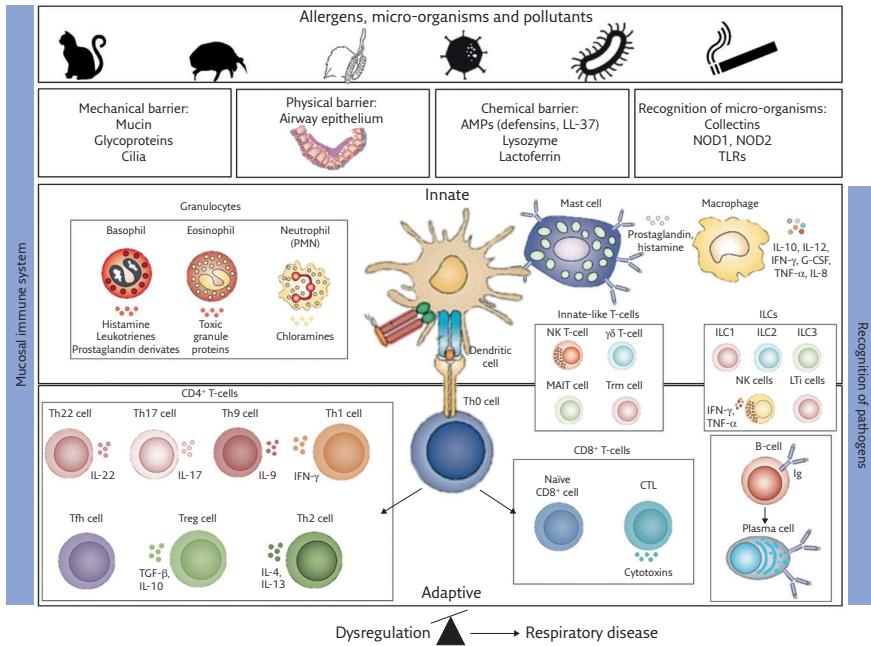 Allergens, micro-organisms and pollutants
Mechanical barrier:
Mucin
Glycoproteins
Cilia
Physical barrier:
Airway epithelium
Chemical barrier:
AMPs (defensins, LL-37)
Lysozyme
Lactoferrin
Recognition of micro-organisms:
Collectins
NOD1, NOD2
TLRs
Mucosal immune system
Recognition of pathogens
Innate
Granulocytes
Basophil
Histamine
Leukotrienes
Prostaglandin derivates
Eosinophil
Toxic
granule
proteins
Neutrophil
(PMN)
Chloramines
Dendritic
cell
Mast cell
Prostaglandin,
histamine
Macrophage
IL-10, IL-12,
IFN-γ, G-CSF,
TNF-α, IL-8
Innate-like T-cells
NK T-cell
γδ T-cell
MAIT cell
Trm cell
ILCs
ILC1
ILC2
ILC3
NK cells
LTi cells
IFN-γ,
TNF-α
CD4⁺ T-cells
Th22 cell
IL-22
Th17 cell
IL-17
Th9 cell
IL-9
Th1 cell
IFN-γ
Tfh cell
Treg cell
TGF-β,
IL-10
Th2 cell
IL-4,
IL-13
Th0 cell
CD8⁺ T-cells
Naïve
CD8⁺ cell
CTL
Cytotoxins
B-cell
Ig
Plasma cell
Adaptive
Dysregulation
Respiratory disease